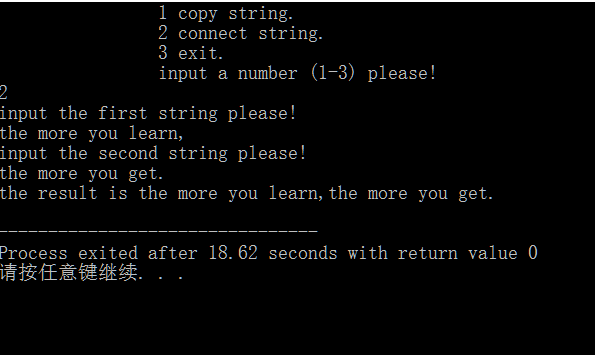 1 copy string.
2 connect string.
3 exit.
input a number (1-3) please!
2
input the first string please!
the more you learn,
input the second string please!
the more you get.
the result is the more you learn,the more you get.
--------------------------------
Process exited after 18.62 seconds with return value 0
请按任意键继续. . .